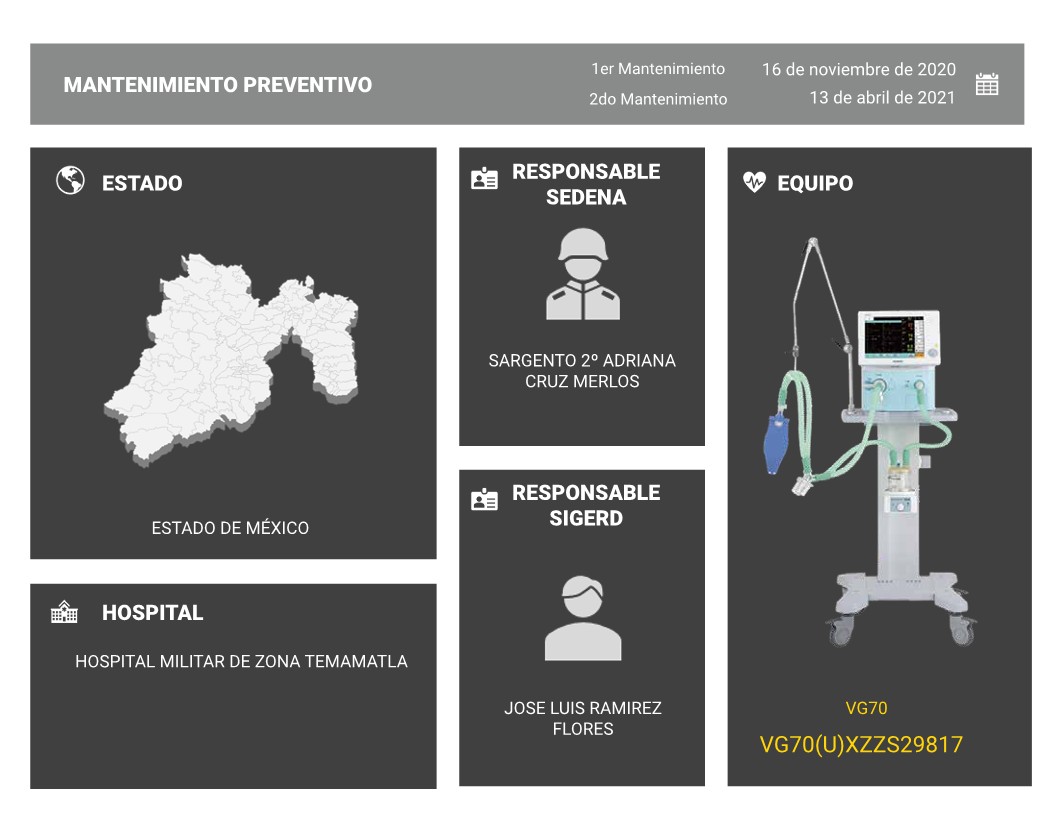 MANTENIMIENTO PREVENTIVO
1er Mantenimiento
16 de noviembre de 2020
2do Mantenimiento
13 de abril de 2021
ESTADO
ESTADO DE MÉXICO
HOSPITAL
HOSPITAL MILITAR DE ZONA TEMAMATLA
RESPONSABLE
SEDENA
SARGENTO 2º ADRIANA
CRUZ MERLOS
RESPONSABLE
SIGERD
JOSE LUIS RAMIREZ
FLORES
EQUIPO
VG70
VG70(U)XZZS29817